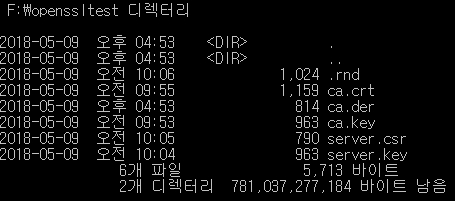 F:\openssltest 디렉터리
2018-05-09 오후 04:53 <DIR> .
2018-05-09 오후 04:53 <DIR> ..
2018-05-09 오전 10:06 1,024 .rnd
2018-05-09 오전 09:55 1,159 ca.crt
2018-05-09 오후 04:53 814 ca.der
2018-05-09 오전 09:53 963 ca.key
2018-05-09 오전 10:05 790 server.csr
2018-05-09 오전 10:04 963 server.key
6개 파일 5,713 바이트
2개 디렉터리 781,037,277,184 바이트 남음